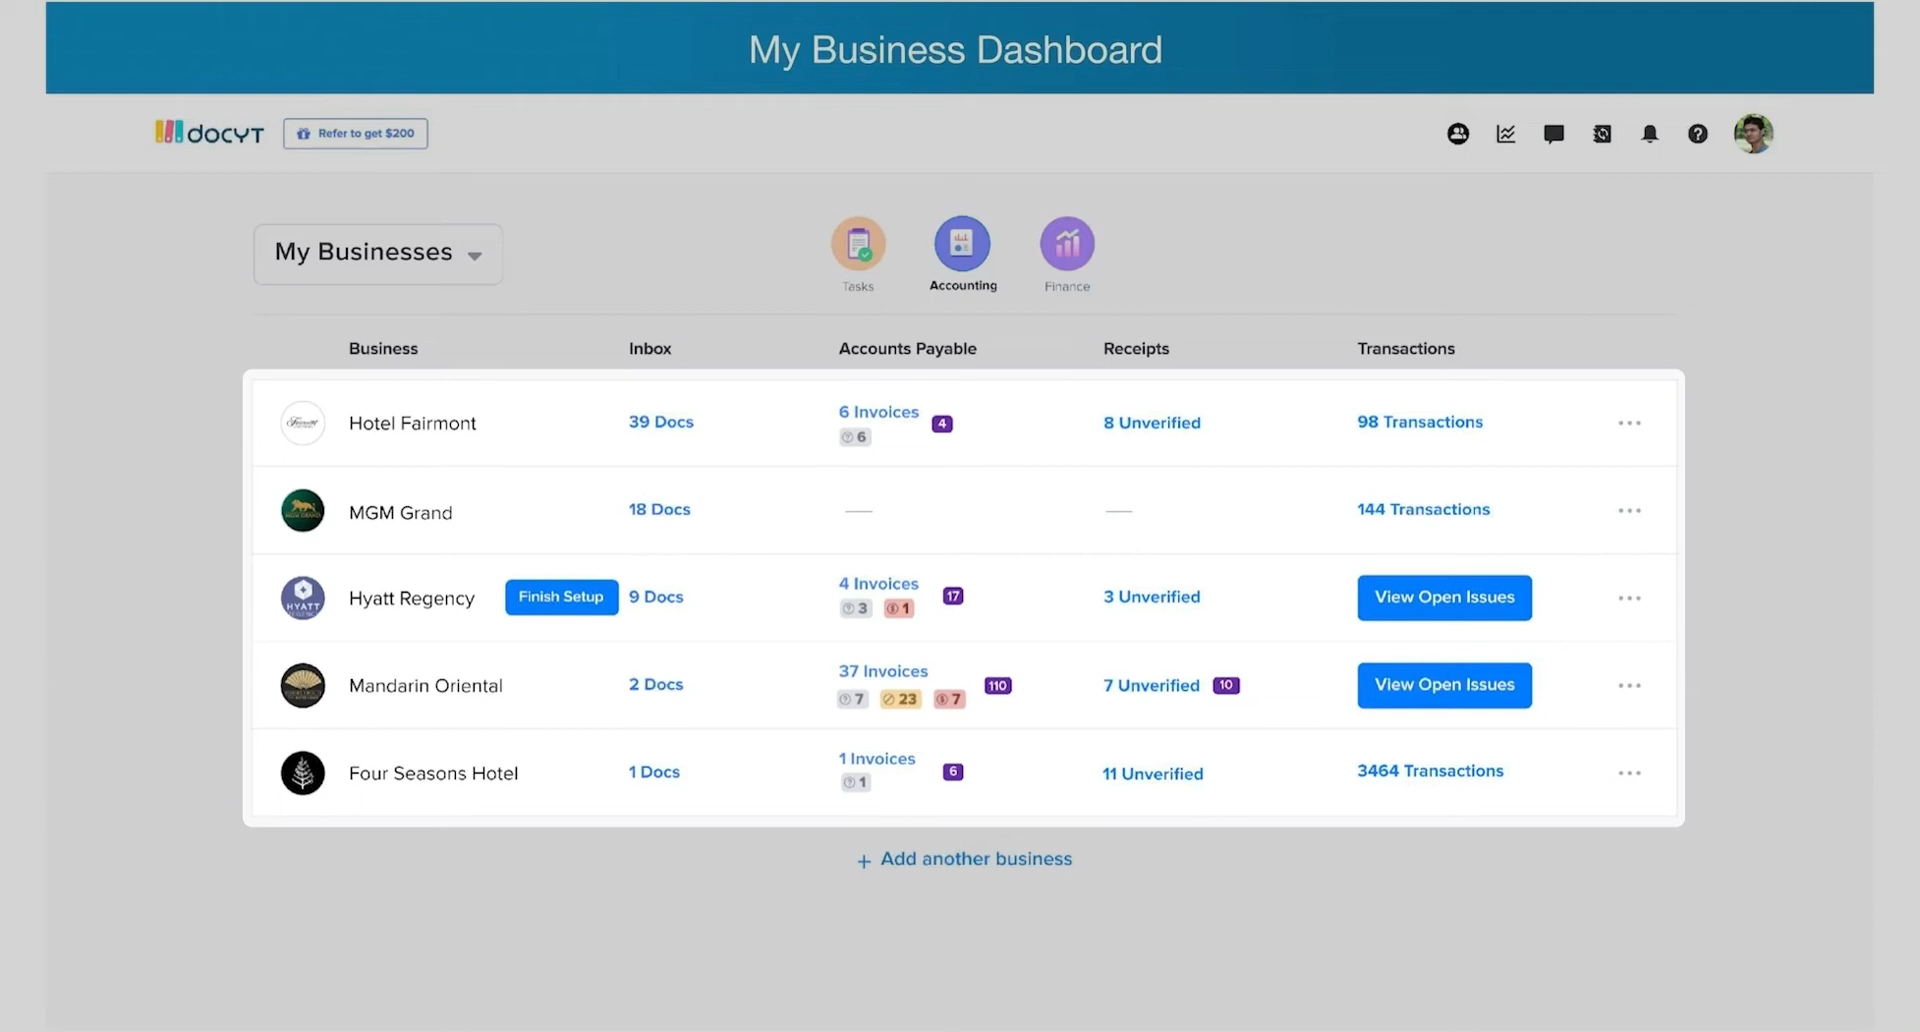 My Business Dashboard
docyt
Refer to get $200
My Businesses
Tasks
Accounting
Finance
Business Inbox Accounts Payable Receipts Transactions
Hotel Fairmont 39 Docs 6 Invoices 4 8 Unverified 98 Transactions
6
MGM GRAND
MGM Grand 18 Docs — — 144 Transactions
HYATT
REGENCY
Hyatt Regency Finish Setup 9 Docs 4 Invoices 17 3 Unverified View Open Issues
3 1
Mandarin Oriental 2 Docs 37 Invoices 110 7 Unverified 10 View Open Issues
7 23 7
Four Seasons Hotel 1 Docs 1 Invoices 6 11 Unverified 3464 Transactions
1
+ Add another business